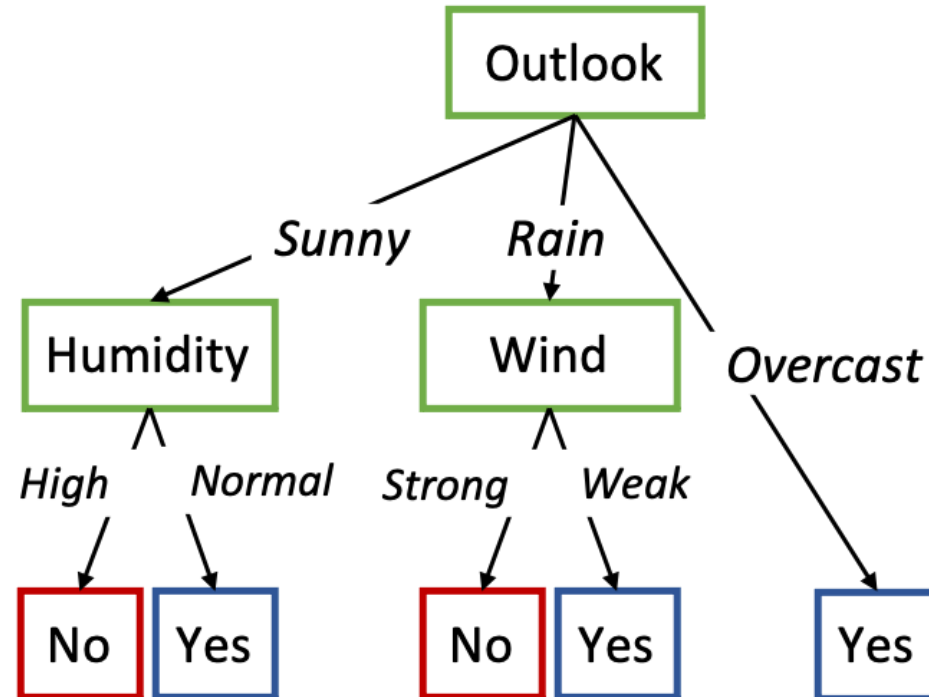 Outlook
Sunny Rain
Overcast
Humidity Wind
High Normal Strong Weak
No Yes No Yes Yes